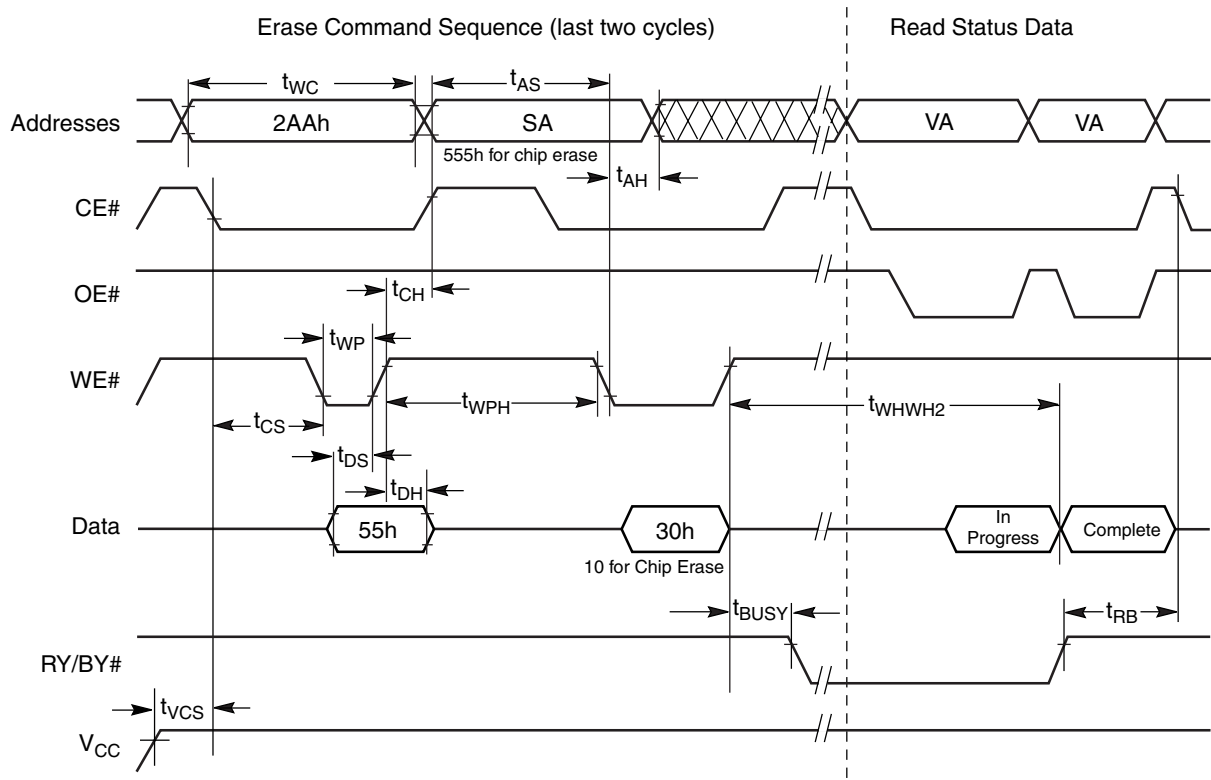 Erase Command Sequence (last two cycles)
Read Status Data
tWC
tAS
Addresses
2AAh
SA
VA
VA
555h for chip erase
tAH
CE#
OE#
tCH
tWP
WE#
tWPH
tWHWH2
tCS
tDS
tDH
Data
55h
30h
In
Progress
Complete
10 for Chip Erase
tBUSY
tRB
RY/BY#
tVCS
VCC